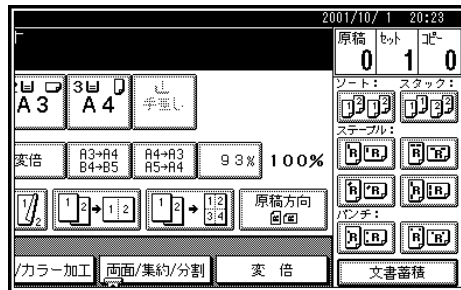 2001/10/ 1 20:23
原稿 ｾｯﾄ ｺﾋﾟｰ
0 1 0
ソート: スタック:
2 3
A3 A4 手差し
ステープル:
変倍 A3→A4 B4→B5 A4→A3 A5→A4 93% 100%
原稿方向
パンチ:
/カラー加工 両面/集約/分割 変倍 文書蓄積